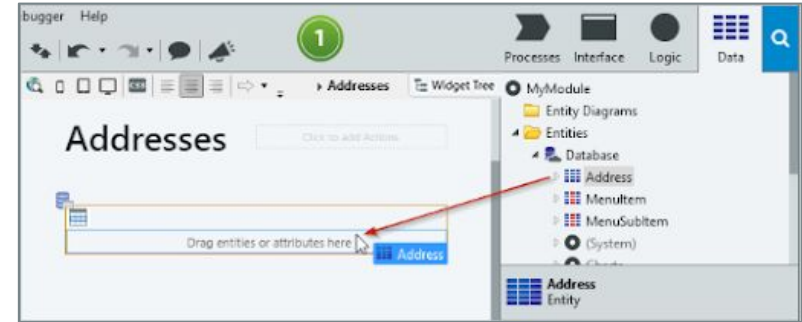 bugger Help
1
Processes Interface Logic Data
Addresses Widget Tree
MyModule
Entity Diagrams
Addresses
Click to add Actions
Entities
Database
Address
MenuItem
MenuSubItem
Drag entities or attributes here
Address
(System)
Address
Entity